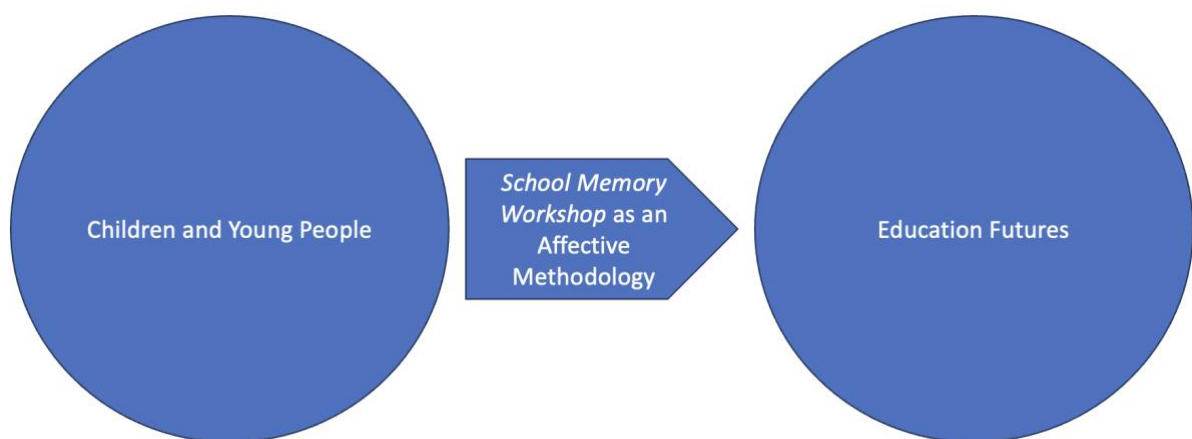 Children and Young People
School Memory
Workshop as an
Affective
Methodology
Education Futures